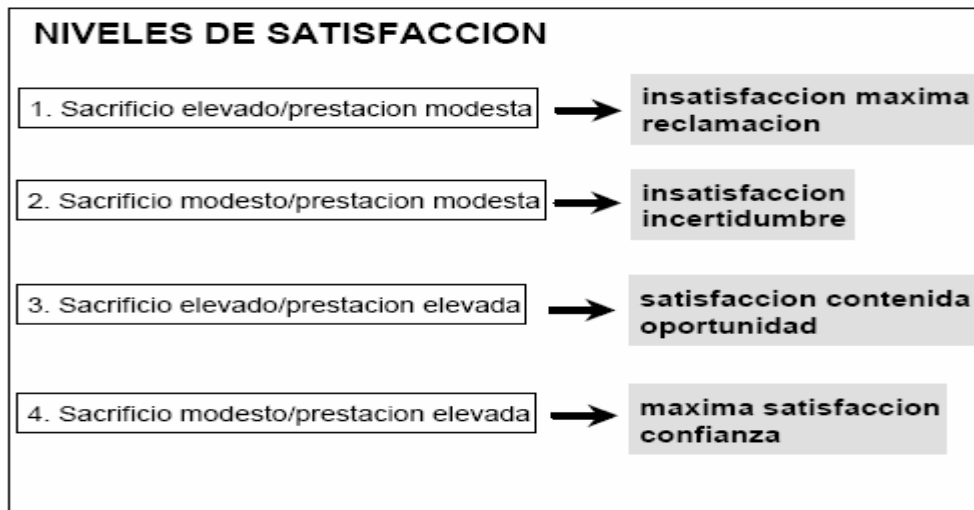 NIVELES DE SATISFACCION
1. Sacrificio elevado/prestacion modesta
insatisfaccion maxima
reclamacion
2. Sacrificio modesto/prestacion modesta
insatisfaccion
incertidumbre
3. Sacrificio elevado/prestacion elevada
satisfaccion contenida
oportunidad
4. Sacrificio modesto/prestacion elevada
maxima satisfaccion
confianza